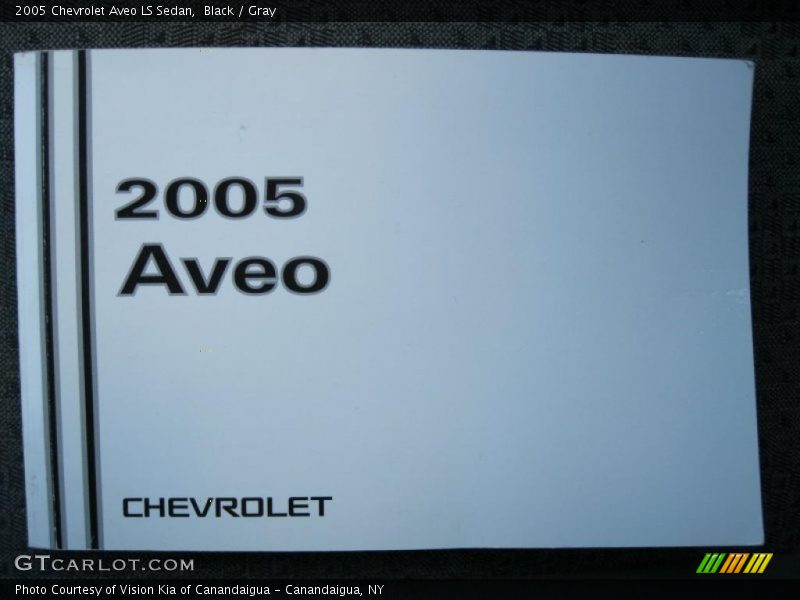 2005 Chevrolet Aveo LS Sedan,  Black / Gray
2005
Aveo
CHEVROLET
GTCARLOT.COM
Photo Courtesy of Vision Kia of Canandaigua - Canandaigua, NY